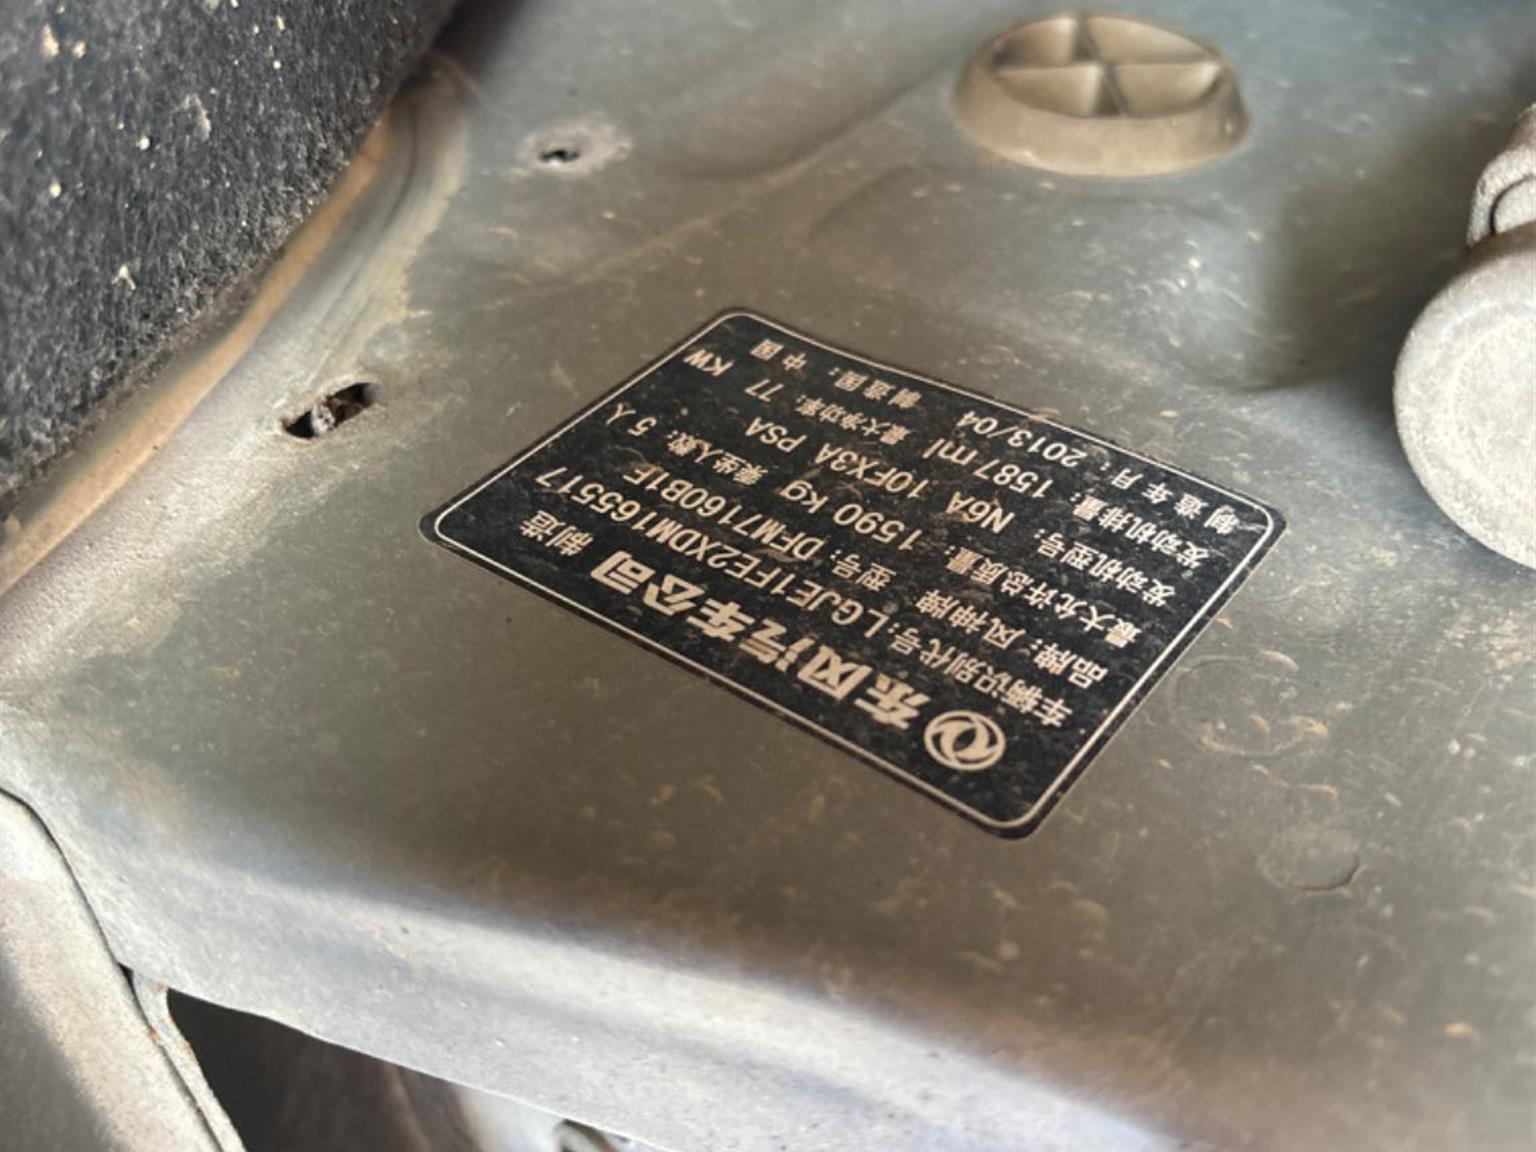 东风汽车公司 制造
车辆识别代号：LGJE1FE2XDM165517
品牌：风神牌 型号：DFM7160B1E
最大允许总质量：1590 kg 乘坐人数：5人
发动机型号： N6A 10FX3A PSA
发动机排量：1587 ml 最大净功率：77 KW
制造年月：2013/04 制造国：中国